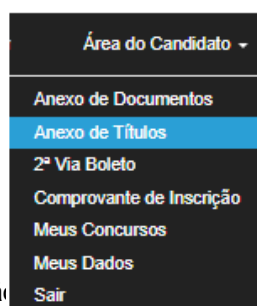 Área do Candidato
Anexo de Documentos
Anexo de Títulos
2ª Via Boleto
Comprovante de Inscrição
Meus Concursos
Meus Dados
Sair